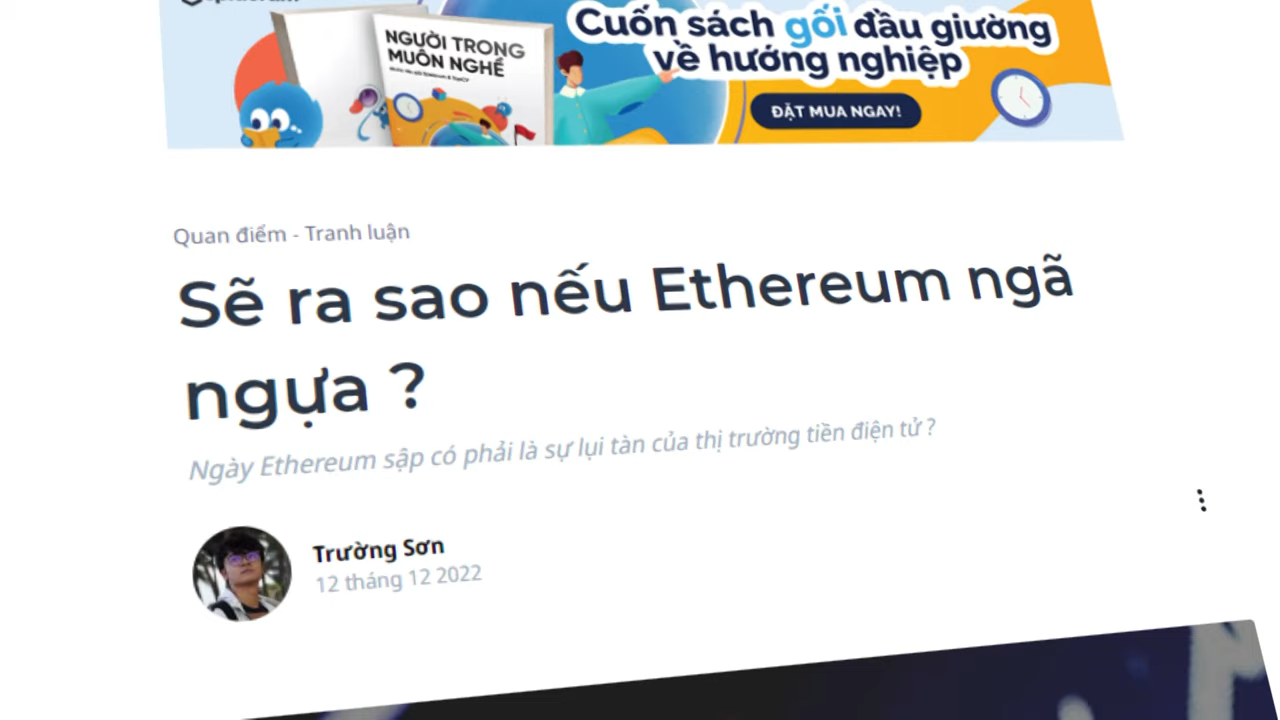 Cuốn sách gối đầu giường
về hướng nghiệp
NGƯỜI TRONG
MUÔN NGHỀ
ĐẶT MUA NGAY!
Quan điểm - Tranh luận
Sẽ ra sao nếu Ethereum ngã
ngựa ?
Ngày Ethereum sập có phải là sự lụi tàn của thị trường tiền điện tử ?
Trường Sơn
12 tháng 12 2022